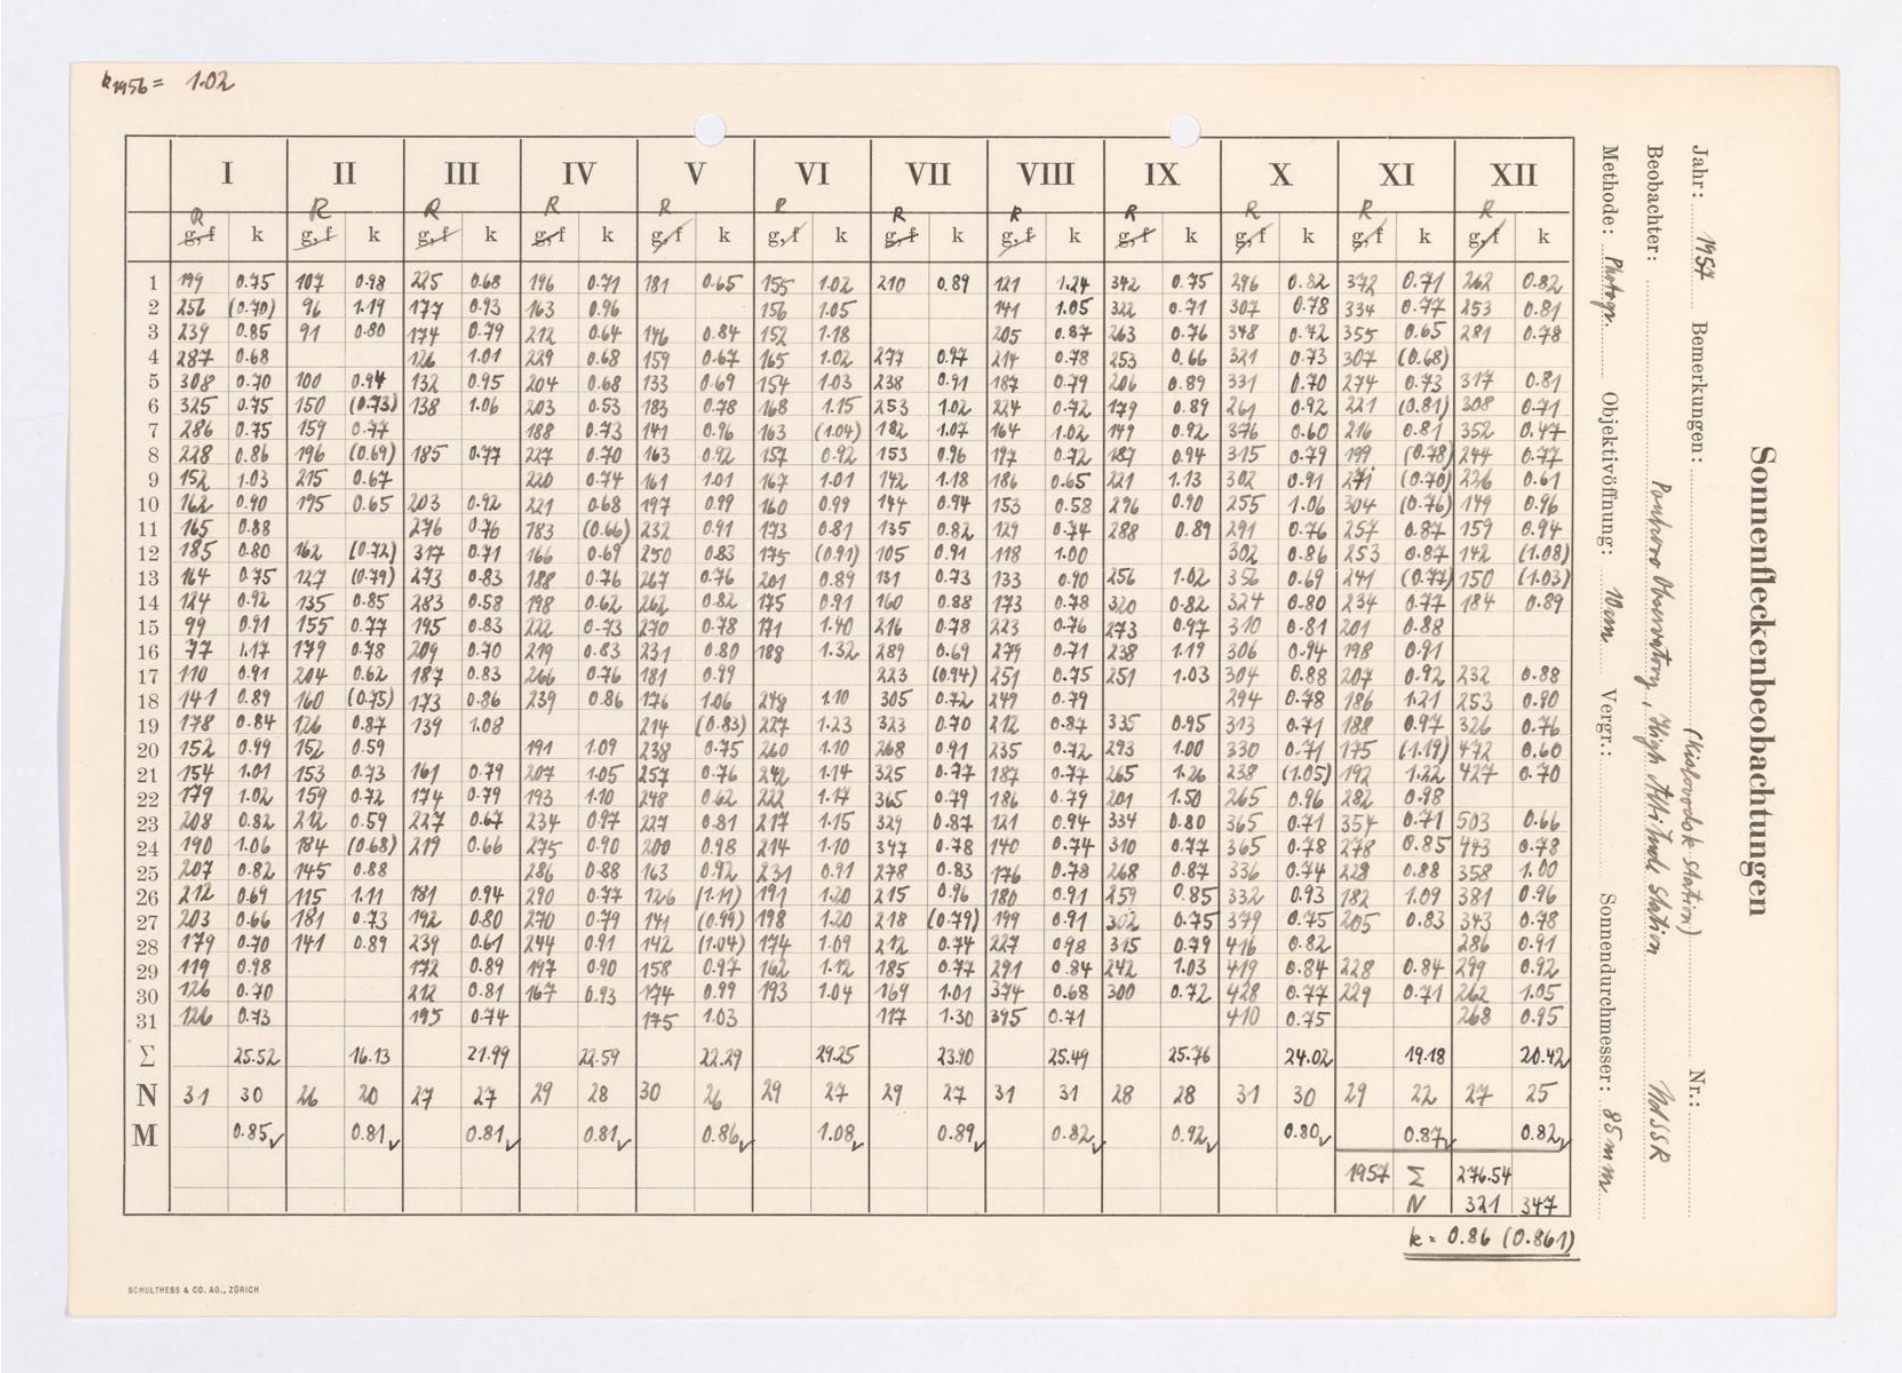 k1956 = 1.02
I II III IV V VI VII VIII IX X XI XII
R R R R R R R R R R R R
g, f k g, f k g, f k g, f k g, f k g, f k g, f k g, f k g, f k g, f k g, f k g, f k
1 199 0.75 107 0.98 225 0.68 196 0.71 181 0.65 155 1.02 210 0.89 121 1.24 342 0.75 296 0.82 372 0.71 262 0.82
2 256 (0.70) 96 1.19 177 0.93 163 0.96 156 1.05 141 1.05 322 0.71 307 0.78 334 0.77 253 0.81
3 239 0.85 91 0.80 174 0.79 212 0.64 146 0.84 152 1.18 205 0.87 263 0.76 348 0.72 355 0.65 281 0.78
4 287 0.68 126 1.01 229 0.68 159 0.67 165 1.02 277 0.97 214 0.78 253 0.66 321 0.73 307 (0.68)
5 308 0.70 100 0.94 132 0.95 204 0.68 133 0.69 154 1.03 238 0.91 187 0.79 206 0.89 331 0.70 274 0.73 317 0.81
6 325 0.75 150 (0.73) 138 1.06 203 0.53 183 0.78 168 1.15 253 1.02 224 0.72 179 0.89 261 0.92 221 (0.81) 308 0.71
7 286 0.75 159 0.77 188 0.73 141 0.96 163 (1.04) 182 1.07 164 1.02 149 0.92 376 0.60 216 0.81 352 0.47
8 228 0.86 196 (0.69) 185 0.77 227 0.70 163 0.92 157 0.92 153 0.96 197 0.72 187 0.94 315 0.79 199 (0.78) 244 0.77
9 152 1.03 215 0.67 220 0.74 161 1.01 167 1.01 142 1.18 186 0.65 221 1.13 302 0.91 271 (0.70) 226 0.61
10 162 0.90 195 0.65 203 0.92 221 0.68 197 0.99 160 0.99 144 0.94 153 0.58 296 0.90 255 1.06 304 (0.76) 149 0.96
11 165 0.88 276 0.76 183 (0.66) 232 0.91 173 0.81 135 0.82 129 0.74 288 0.89 291 0.76 257 0.87 159 0.94
12 185 0.80 162 (0.72) 317 0.71 166 0.69 250 0.83 175 (0.91) 105 0.91 118 1.00 302 0.86 253 0.87 142 (1.08)
13 164 0.75 127 (0.79) 273 0.83 188 0.76 267 0.76 201 0.89 131 0.73 133 0.90 256 1.02 356 0.69 241 (0.77) 150 (1.03)
14 124 0.92 135 0.85 283 0.58 198 0.62 262 0.82 175 0.91 160 0.88 173 0.78 320 0.82 324 0.80 234 0.77 184 0.89
15 99 0.91 155 0.77 195 0.83 222 0.73 270 0.78 171 1.40 216 0.78 223 0.76 273 0.97 310 0.81 201 0.88
16 77 1.17 179 0.78 209 0.70 219 0.83 231 0.80 188 1.32 289 0.69 279 0.71 238 1.19 306 0.94 198 0.91
17 110 0.91 204 0.62 187 0.83 266 0.76 181 0.99 223 (0.94) 251 0.75 251 1.03 304 0.88 207 0.92 232 0.88
18 141 0.89 160 (0.75) 173 0.86 239 0.86 176 1.06 248 1.10 305 0.72 249 0.79 294 0.78 186 1.21 253 0.80
19 178 0.84 126 0.87 139 1.08 214 (0.83) 227 1.23 323 0.70 212 0.87 335 0.95 313 0.71 188 0.97 326 0.76
20 152 0.99 152 0.59 191 1.09 238 0.75 260 1.10 268 0.91 235 0.72 293 1.00 330 0.71 175 (1.19) 472 0.60
21 154 1.01 153 0.73 161 0.79 207 1.05 257 0.76 242 1.14 325 0.77 187 0.77 265 1.26 238 (1.05) 192 1.22 427 0.70
22 179 1.02 159 0.72 174 0.79 193 1.10 248 0.62 222 1.17 365 0.79 186 0.79 201 1.50 265 0.96 282 0.98
23 208 0.82 212 0.59 227 0.67 234 0.97 227 0.81 217 1.15 329 0.87 121 0.94 334 0.80 365 0.71 354 0.71 503 0.66
24 190 1.06 184 (0.68) 219 0.66 275 0.90 200 0.98 214 1.10 347 0.78 140 0.74 310 0.77 365 0.78 278 0.85 443 0.78
25 207 0.82 145 0.88 286 0.88 163 0.92 231 0.91 278 0.83 176 0.78 268 0.87 336 0.74 228 0.88 358 1.00
26 212 0.69 115 1.11 181 0.94 290 0.77 126 (1.11) 191 1.20 215 0.96 180 0.91 259 0.85 332 0.93 182 1.09 381 0.96
27 203 0.66 181 0.73 192 0.80 270 0.79 141 (0.99) 198 1.20 218 (0.79) 199 0.91 302 0.75 379 0.75 205 0.83 343 0.78
28 179 0.70 141 0.89 239 0.61 244 0.91 142 (1.04) 174 1.09 212 0.74 227 0.98 315 0.79 416 0.82 286 0.91
29 119 0.98 172 0.89 197 0.90 158 0.97 162 1.12 185 0.77 291 0.84 242 1.03 419 0.84 228 0.84 299 0.92
30 126 0.70 212 0.81 167 0.93 174 0.99 193 1.04 169 1.01 374 0.68 300 0.72 428 0.77 229 0.71 262 1.05
31 126 0.73 195 0.74 175 1.03 117 1.30 395 0.71 410 0.75 268 0.95
Σ 25.52 16.13 21.99 22.59 22.29 29.25 23.90 25.49 25.76 24.02 19.18 20.42
N 31 30 26 20 27 27 29 28 30 26 29 27 29 27 31 31 28 28 31 30 29 22 27 25
M 0.85✓ 0.81✓ 0.81✓ 0.81✓ 0.86✓ 1.08✓ 0.89✓ 0.82✓ 0.92✓ 0.80✓ 0.87✓ 0.82✓
1957 Σ 276.54
N 321 347
k = 0.86 (0.861)
SCHULTHESS & CO. AG., ZÜRICH
Sonnenfleckenbeobachtungen
(Kislovodsk station)
Jahr: 1957 Bemerkungen: Nr.:
Beobachter: Poulkovo Observatory, High Altitude Station UdSSR
Methode: Photogr. Objektivöffnung: 10 cm Vergr.: Sonnendurchmesser: 85 mm